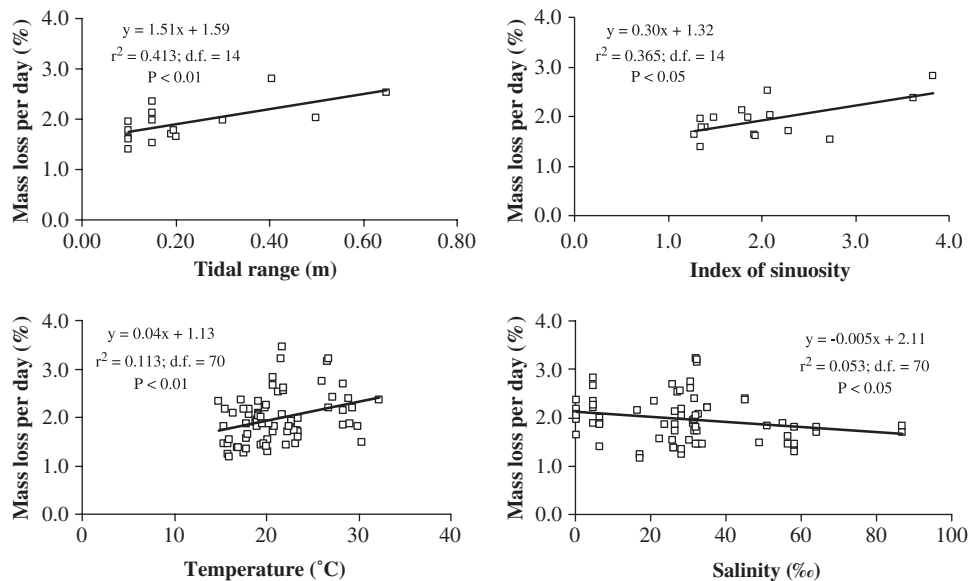 y = 1.51x + 1.59
r² = 0.413; d.f. = 14
P < 0.01
Mass loss per day (%)
4.0
3.0
2.0
1.0
0.0
0.00
0.20
0.40
0.60
0.80
Tidal range (m)
y = 0.30x + 1.32
r² = 0.365; d.f. = 14
P < 0.05
Mass loss per day (%)
4.0
3.0
2.0
1.0
0.0
0.0
1.0
2.0
3.0
4.0
Index of sinuosity
y = 0.04x + 1.13
r² = 0.113; d.f. = 70
P < 0.01
Mass loss per day (%)
4.0
3.0
2.0
1.0
0.0
0
10
20
30
40
Temperature (˚C)
y = -0.005x + 2.11
r² = 0.053; d.f. = 70
P < 0.05
Mass loss per day (%)
4.0
3.0
2.0
1.0
0.0
0
20
40
60
80
100
Salinity (‰)